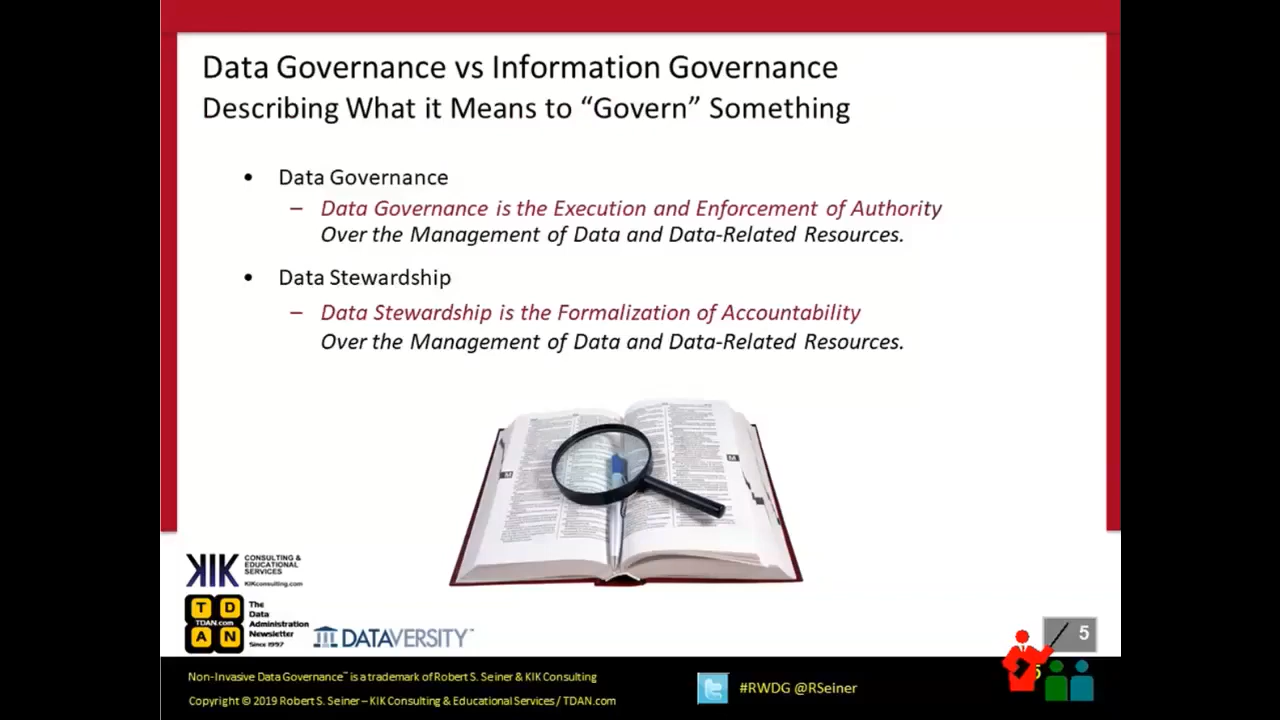 Data Governance vs Information Governance
Describing What it Means to “Govern” Something
• Data Governance
– Data Governance is the Execution and Enforcement of Authority
Over the Management of Data and Data-Related Resources.
• Data Stewardship
– Data Stewardship is the Formalization of Accountability
Over the Management of Data and Data-Related Resources.
M
KIK CONSULTING &
EDUCATIONAL
SERVICES
KIKconsulting.com
T D
TDAN.com
A N
The
Data
Administration
Newsletter
Since 1997
DATAVERSITY™
5
Non-Invasive Data Governance™ is a trademark of Robert S. Seiner & KIK Consulting
Copyright © 2019 Robert S. Seiner – KIK Consulting & Educational Services / TDAN.com
#RWDG @RSeiner
5